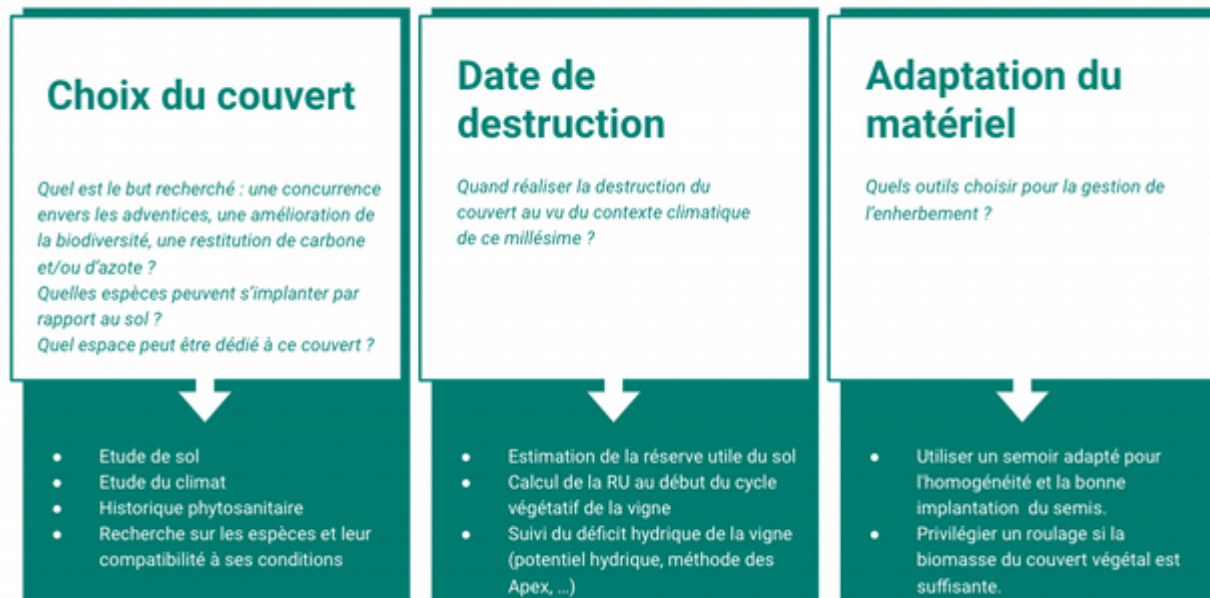 Choix du couvert
Quel est le but recherché : une concurrence
envers les adventices, une amélioration de
la biodiversité, une restitution de carbone
et/ou d'azote ?
Quelles espèces peuvent s'implanter par
rapport au sol ?
Quel espace peut être dédié à ce couvert ?
• Etude de sol
• Etude du climat
• Historique phytosanitaire
• Recherche sur les espèces et leur
compatibilité à ses conditions
Date de
destruction
Quand réaliser la destruction du
couvert au vu du contexte climatique
de ce millésime ?
• Estimation de la réserve utile du sol
• Calcul de la RU au début du cycle
végétatif de la vigne
• Suivi du déficit hydrique de la vigne
(potentiel hydrique, méthode des
Apex, ...)
Adaptation du
matériel
Quels outils choisir pour la gestion de
l'enherbement ?
• Utiliser un semoir adapté pour
l'homogénéité et la bonne
implantation du semis.
• Privilégier un roulage si la
biomasse du couvert végétal est
suffisante.